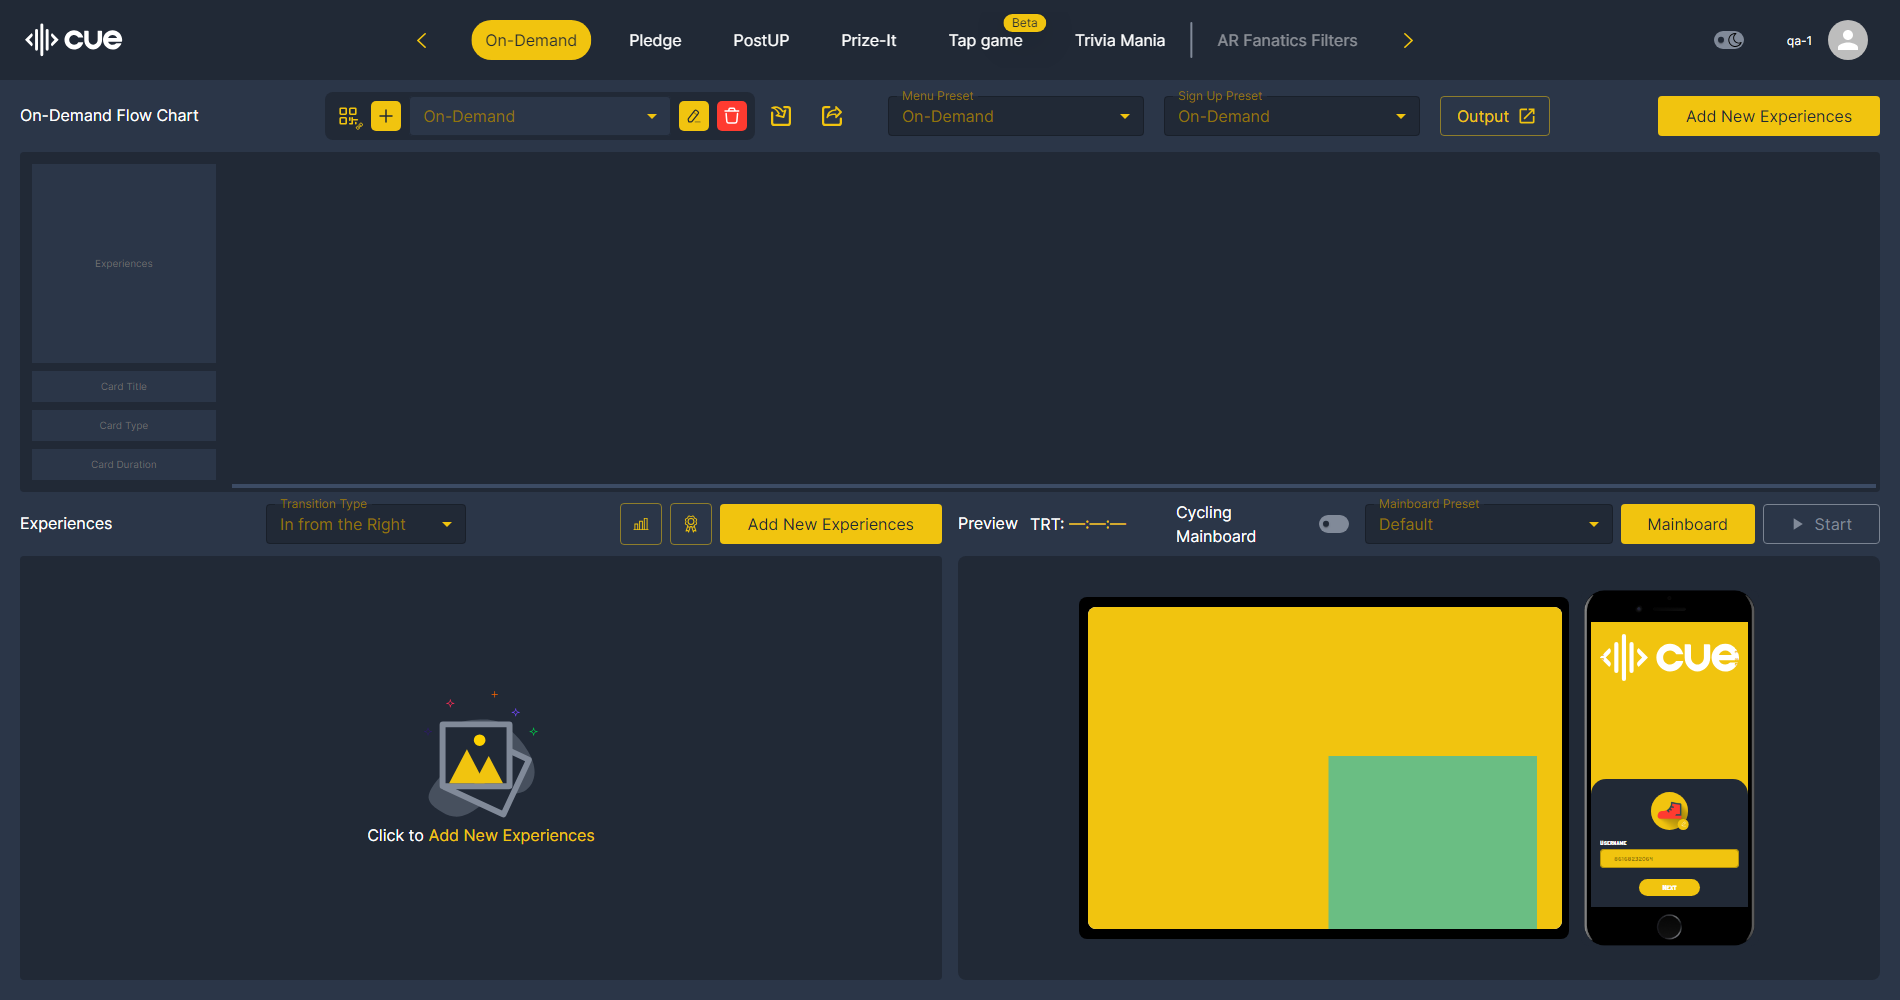 cue
On-Demand
Pledge
PostUP
Prize-It
Tap game
Beta
Trivia Mania
AR Fanatics Filters
qa-1
On-Demand Flow Chart
On-Demand
Menu Preset
On-Demand
Sign Up Preset
On-Demand
Output
Add New Experiences
Experiences
Card Title
Card Type
Card Duration
Experiences
Transition Type
In from the Right
Add New Experiences
Preview
TRT: —:—:—
Cycling
Mainboard
Mainboard Preset
Default
Mainboard
Start
Click to Add New Experiences
cue
USERNAME
NEXT